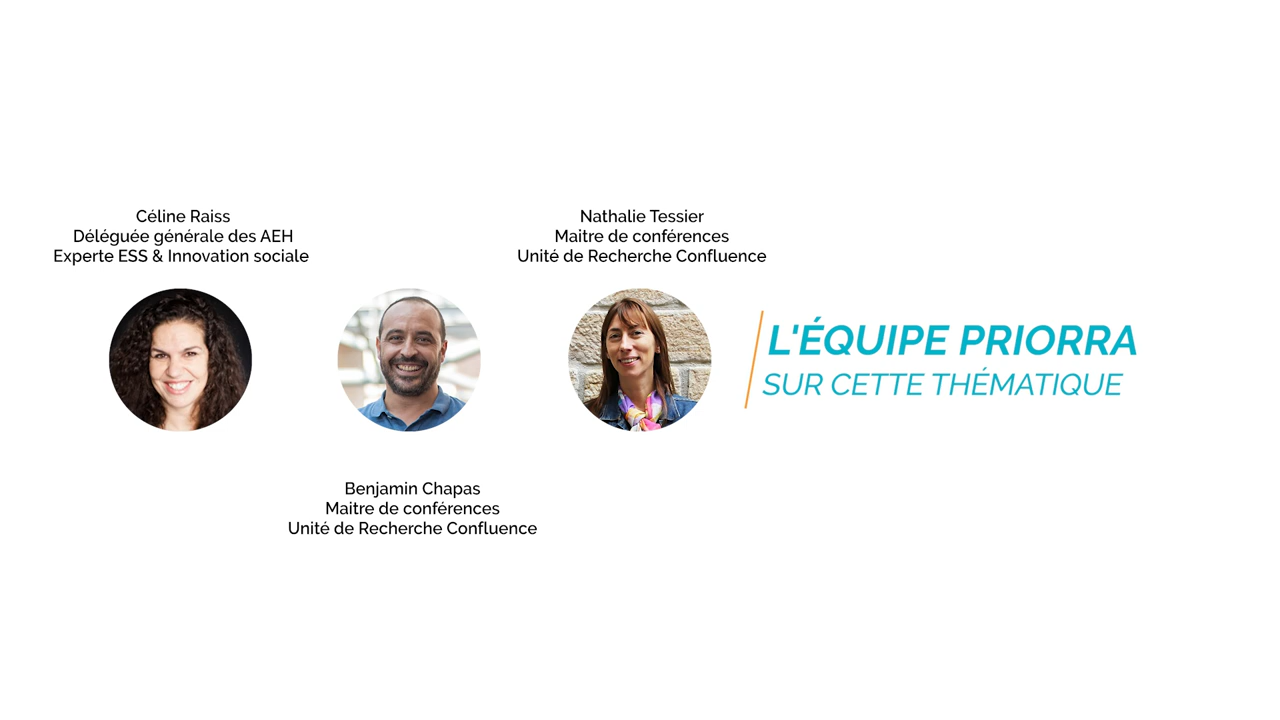 Céline Raiss
Déléguée générale des AEH
Experte ESS & Innovation sociale
Nathalie Tessier
Maitre de conférences
Unité de Recherche Confluence
L'ÉQUIPE PRIORRA
SUR CETTE THÉMATIQUE
Benjamin Chapas
Maitre de conférences
Unité de Recherche Confluence